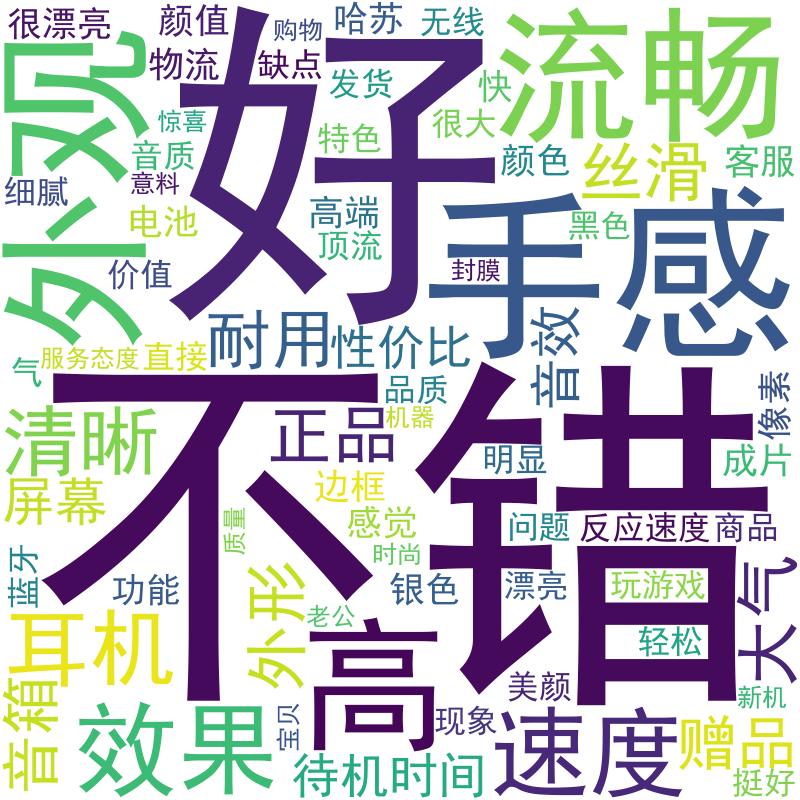 很漂亮
颜值
购物
哈苏
无线
外观
好
流畅
物流
缺点
发货
快
惊喜
特色
很大
音质
颜色
丝滑
客服
细腻
意料
电池
高端
手感
黑色
顶流
价值
封膜
耐用
性价比
音效
气
服务态度
直接
不错
品质
像素
清晰
正品
机器
明显
成片
屏幕
边框
感觉
质量
问题
反应速度
商品
蓝牙
时尚
功能
外形
银色
漂亮
玩游戏
大气
耳机
老公
高
轻松
音箱
效果
美颜
新机
宝贝
现象
速度
赠品
待机时间
挺好